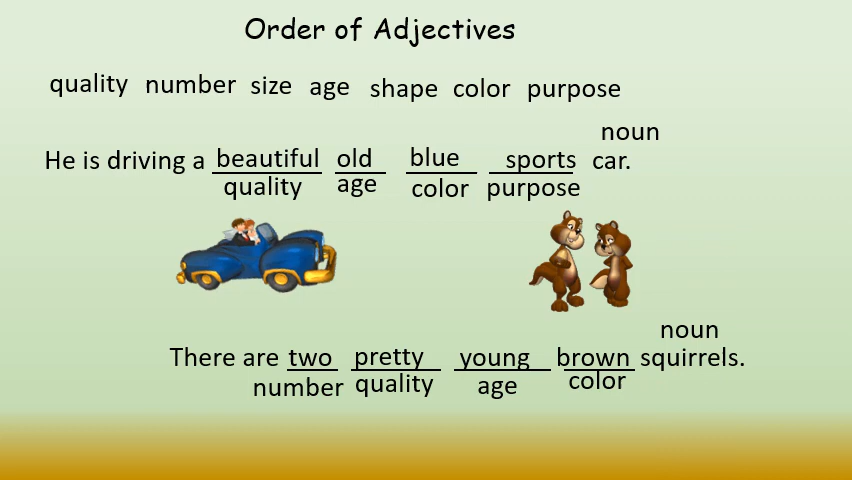 Order of Adjectives
quality number size age shape color purpose
noun
He is driving a beautiful old blue sports car.
quality age color purpose
noun
There are two pretty young brown squirrels.
number quality age color